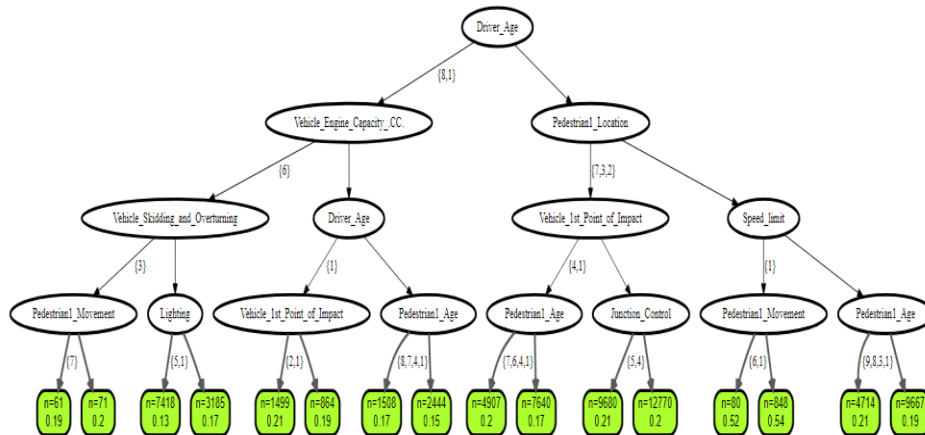 Driver_Age
{8,1}
Vehicle_Engine_Capacity_.CC.
Pedestrian1_Location
{6}
{7,3,2}
Vehicle_Skidding_and_Overturning
Driver_Age
Vehicle_1st_Point_of_Impact
Speed_limit
{3}
{1}
{4,1}
{1}
Pedestrian1_Movement
Lighting
Vehicle_1st_Point_of_Impact
Pedestrian1_Age
Pedestrian1_Age
Junction_Control
Pedestrian1_Movement
Pedestrian1_Age
{7}
{5,1}
{2,1}
{8,7,4,1}
{7,6,4,1}
{5,4}
{6,1}
{9,8,3,1}
n=61
0.19
n=71
0.2
n=7418
0.13
n=3185
0.17
n=1499
0.21
n=864
0.19
n=1508
0.17
n=2444
0.15
n=4907
0.2
n=7640
0.17
n=9680
0.21
n=12770
0.2
n=80
0.52
n=848
0.54
n=4714
0.21
n=9667
0.19